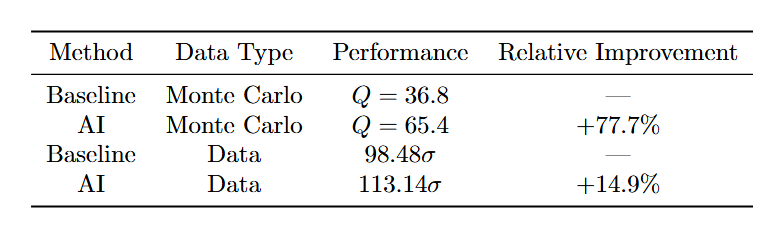 Method Data Type Performance Relative Improvement
Baseline Monte Carlo Q = 36.8 —
AI Monte Carlo Q = 65.4 +77.7%
Baseline Data 98.48σ —
AI Data 113.14σ +14.9%